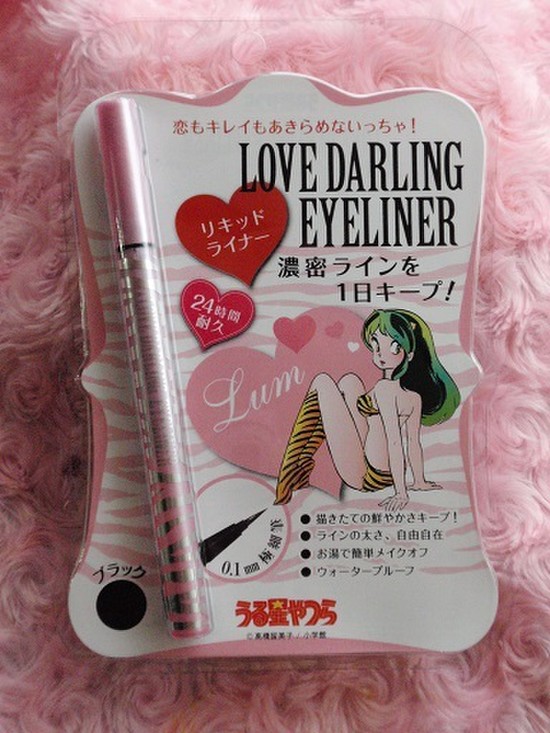 恋もキレイもあきらめないっちゃ!
LOVE DARLING
EYELINER
リキッド
ライナー
濃密ラインを
1日キープ!
24時間
耐久
Lum
0.1mm
●描きたての鮮やかさキープ!
●ラインの太さ、自由自在
●お湯で簡単メイクオフ
●ウォータープルーフ
ブラック
うる星やつら
©高橋留美子/小学館